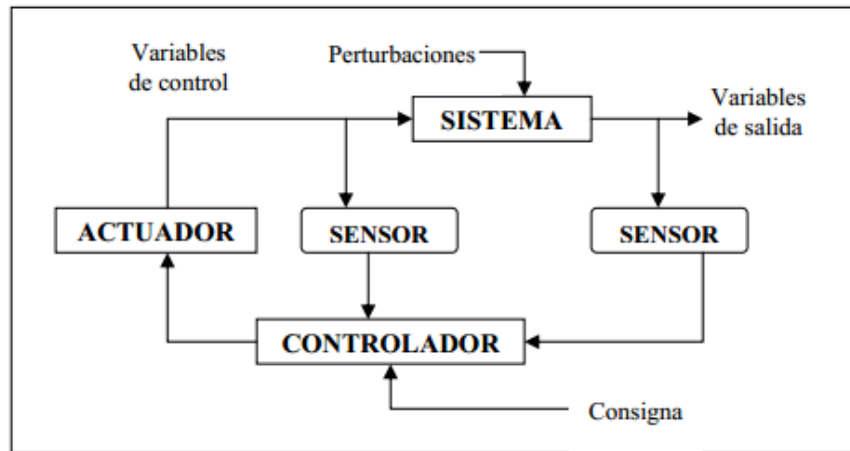 Variables
de control
Perturbaciones
SISTEMA
Variables
de salida
ACTUADOR
SENSOR
SENSOR
CONTROLADOR
Consigna